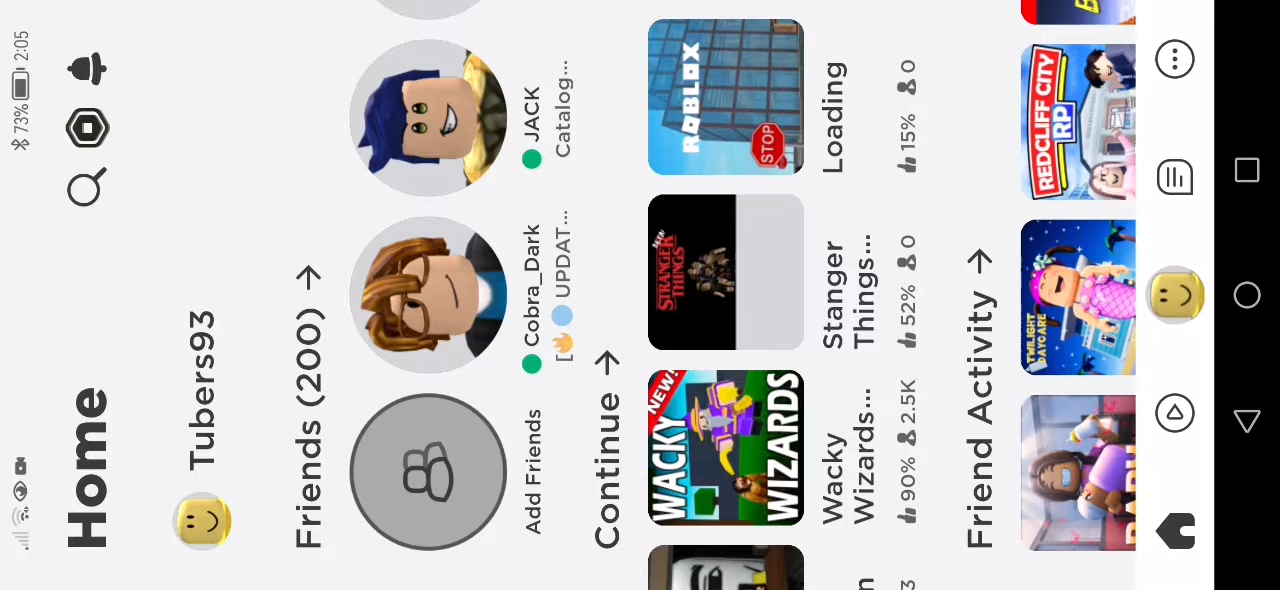 73% 2:05
Home
Tubers93
Friends (200) →
Add Friends
Cobra_Dark
[🔥🔵 UPDAT...
JACK
Catalog...
Continue →
NEW!
WACKY
WIZARDS
Wacky
Wizards...
90% 2.5K
STRANGER
THINGS
Stanger
Things...
52% 0
ROBLOX
STOP
Loading
15% 0
n
3
Friend Activity →
TWILIGHT
DAYCARE
REDCLIFF CITY
RP